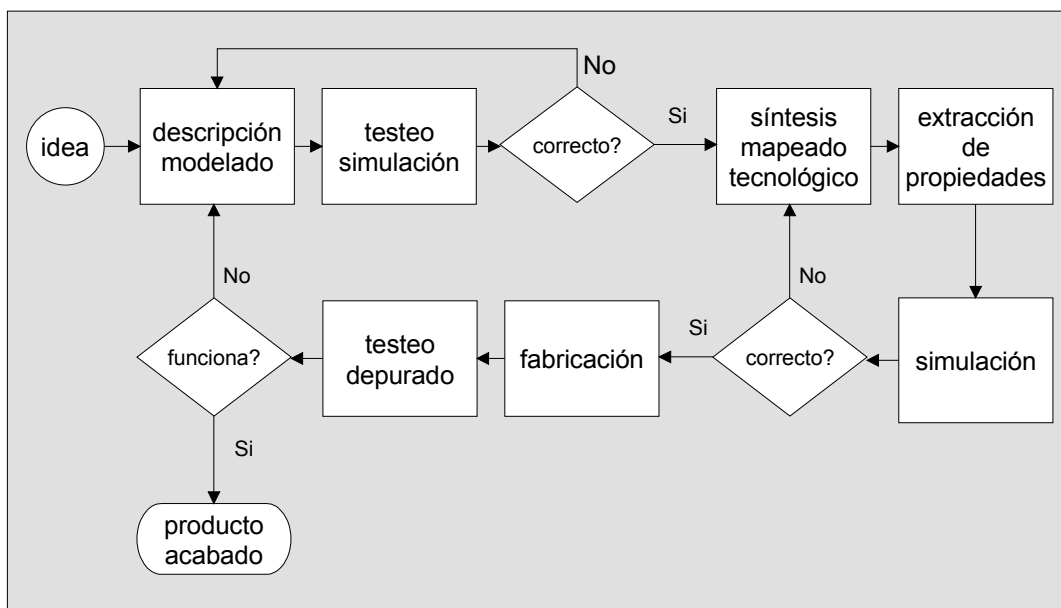 idea
descripción
modelado
testeo
simulación
correcto?
No
Si
síntesis
mapeado
tecnológico
extracción
de
propiedades
simulación
correcto?
No
Si
fabricación
testeo
depurado
funciona?
No
Si
producto
acabado